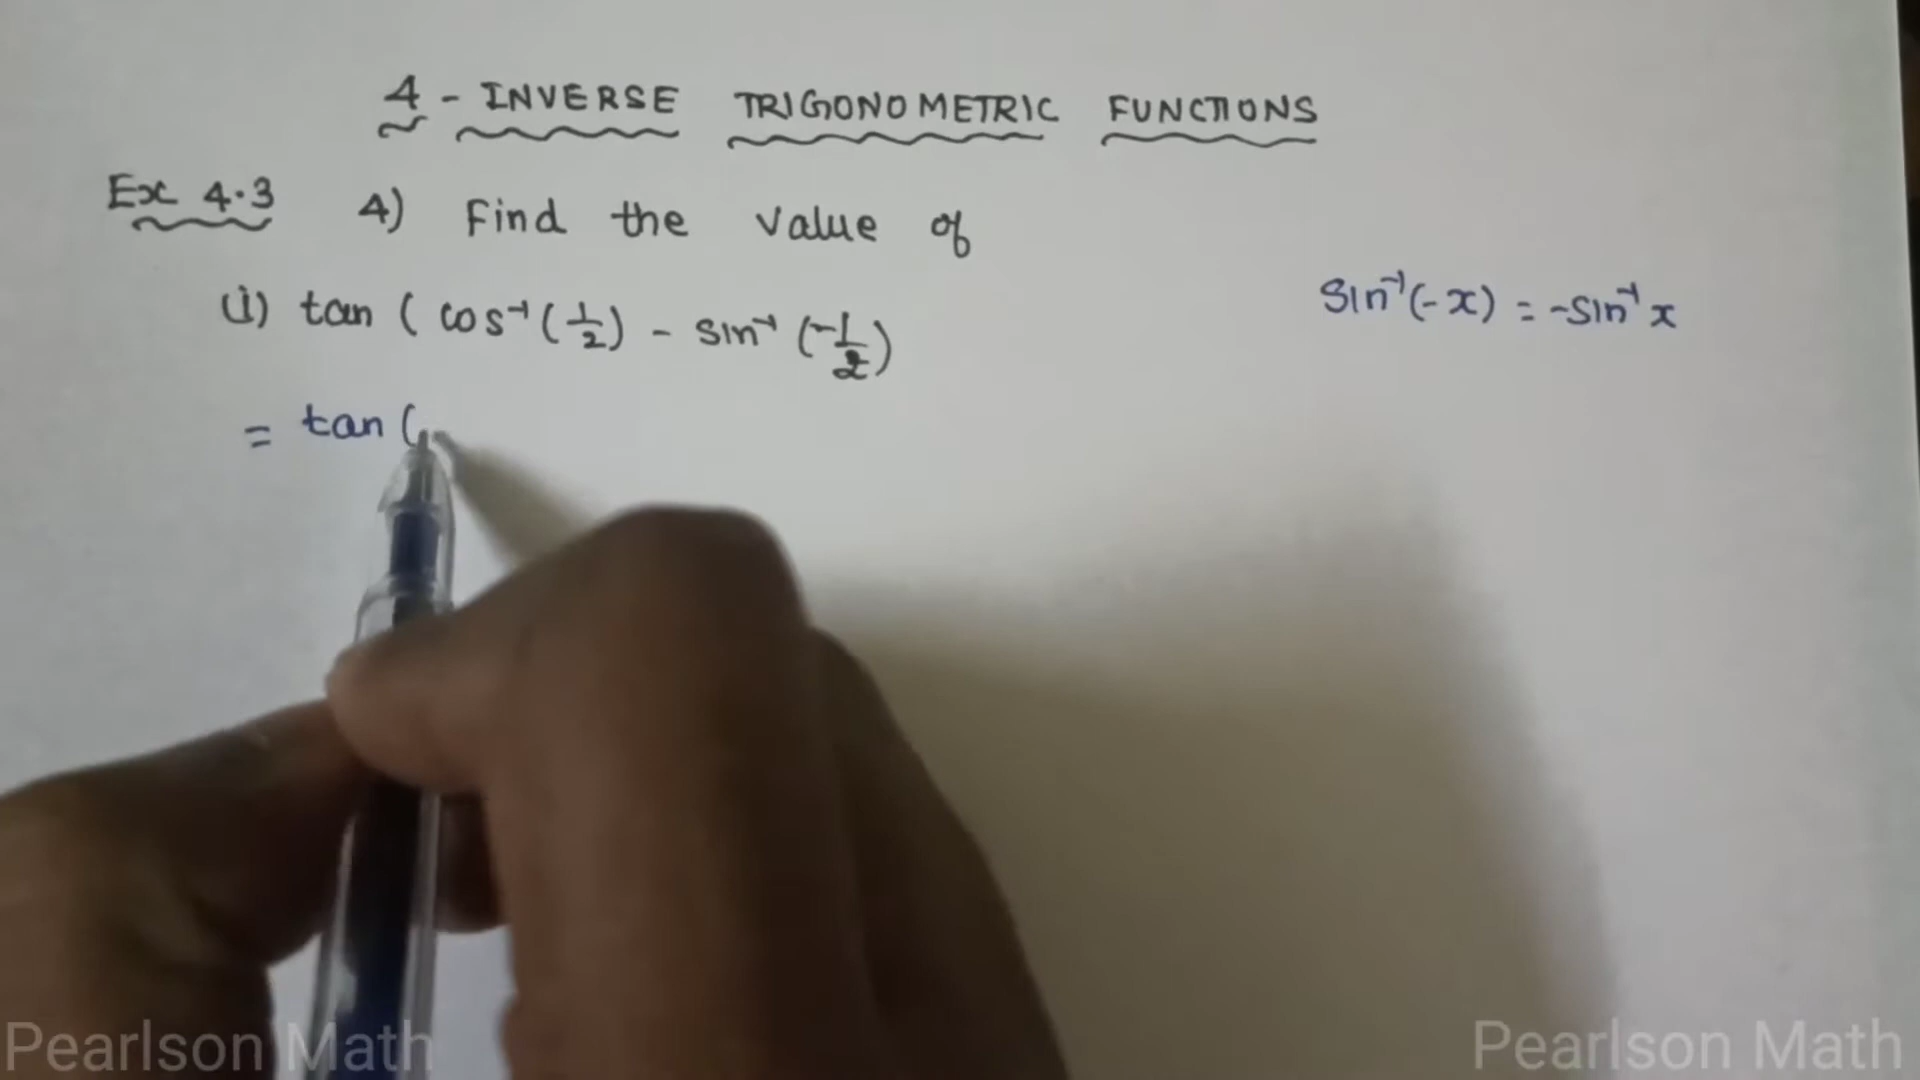 4 - INVERSE TRIGONOMETRIC FUNCTIONS
Ex 4.3 4) Find the value of
(i) tan ( cos⁻¹ (1/2) - sin⁻¹ (-1/2)
sin⁻¹(-x) = -sin⁻¹ x
= tan (
Pearlson Math
Pearlson Math